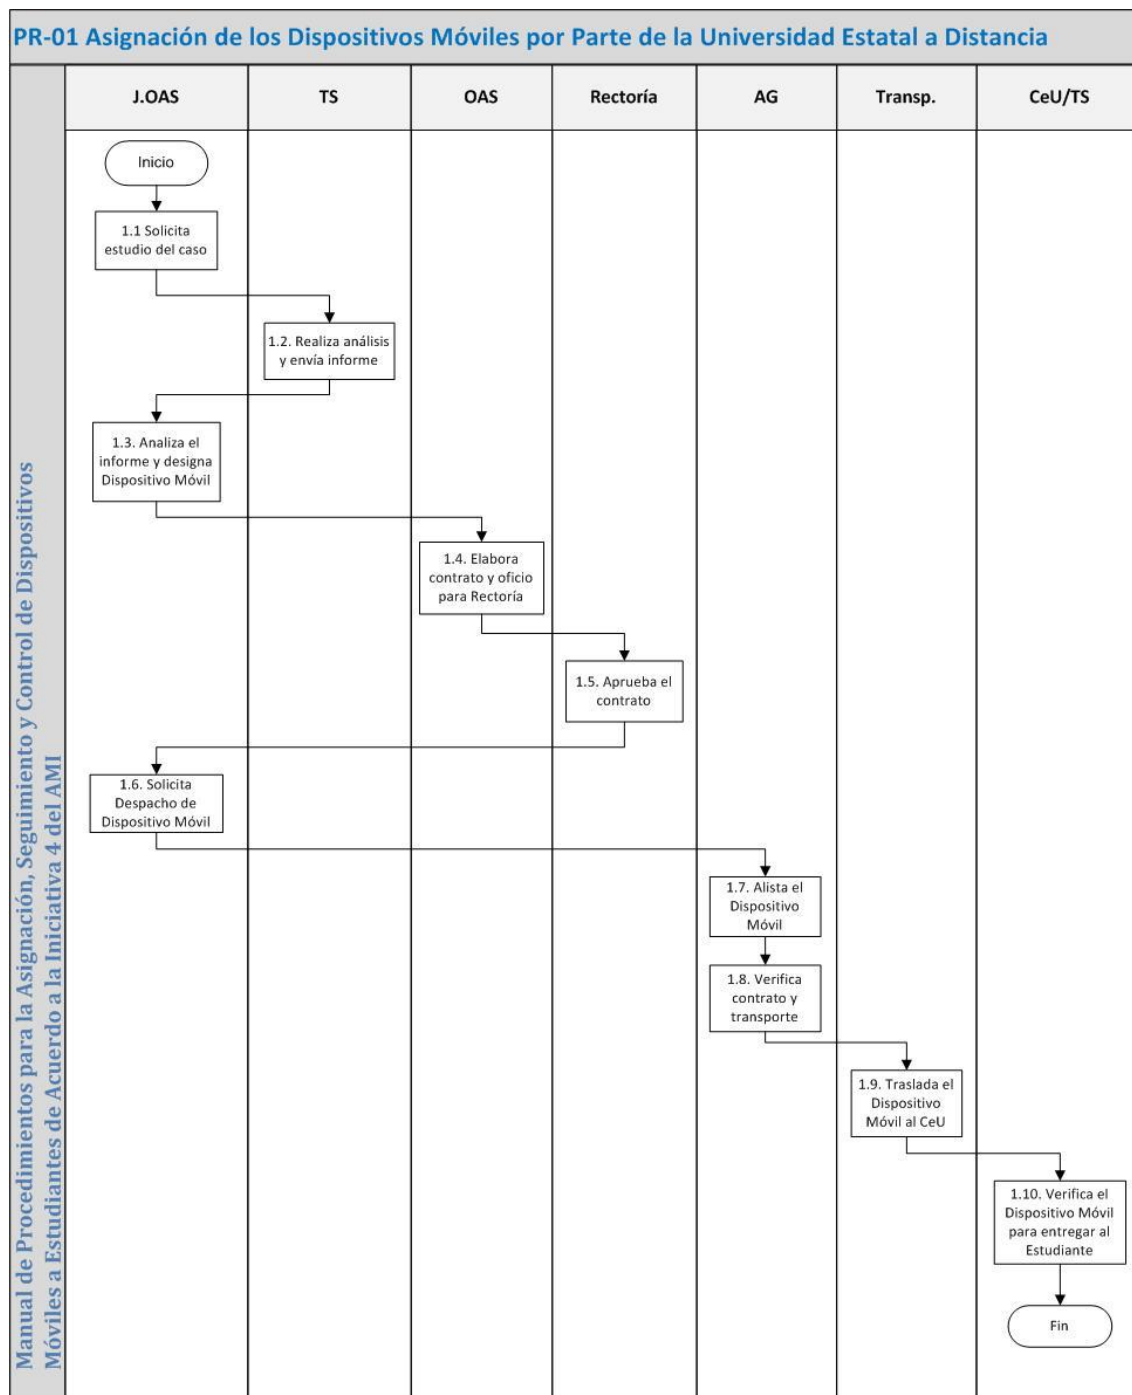 PR-01 Asignación de los Dispositivos Móviles por Parte de la Universidad Estatal a Distancia
J.OAS
TS
OAS
Rectoría
AG
Transp.
CeU/TS
Manual de Procedimientos para la Asignación, Seguimiento y Control de Dispositivos
Móviles a Estudiantes de Acuerdo a la Iniciativa 4 del AMI
Inicio
1.1 Solicita
estudio del caso
1.2. Realiza análisis
y envía informe
1.3. Analiza el
informe y designa
Dispositivo Móvil
1.4. Elabora
contrato y oficio
para Rectoría
1.5. Aprueba el
contrato
1.6. Solicita
Despacho de
Dispositivo Móvil
1.7. Alista el
Dispositivo
Móvil
1.8. Verifica
contrato y
transporte
1.9. Traslada el
Dispositivo
Móvil al CeU
1.10. Verifica el
Dispositivo Móvil
para entregar al
Estudiante
Fin